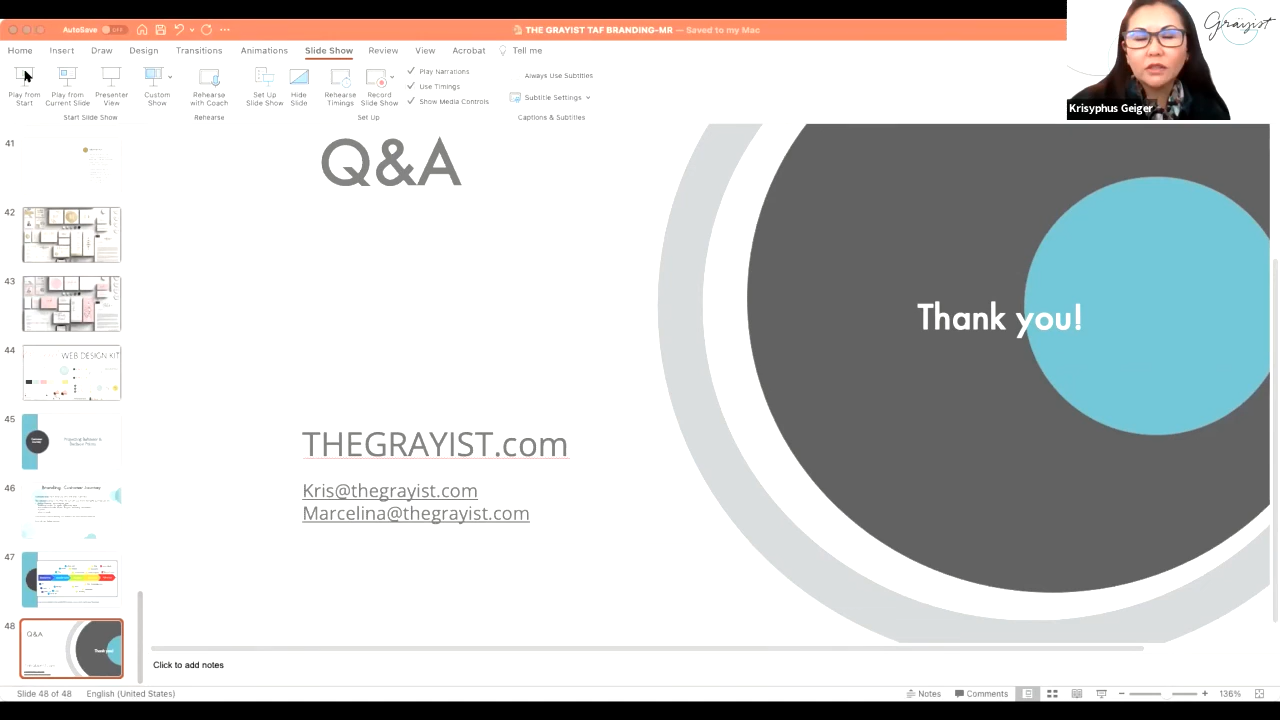 AutoSave OFF
THE GRAYIST TAF BRANDING-MR — Saved to my Mac
Home Insert Draw Design Transitions Animations Slide Show Review View Acrobat Tell me
Play from Start
Play from Current Slide
Presenter View
Custom Show
Rehearse with Coach
Set Up Slide Show
Hide Slide
Rehearse Timings
Record Slide Show
Play Narrations
Use Timings
Show Media Controls
Always Use Subtitles
Subtitle Settings
Start Slide Show
Rehearse
Set Up
Captions & Subtitles
Grayist
Krisyphus Geiger
41
42
43
44
WEB DESIGN KIT
45
46
Branding: Customer Journey
47
48
Q&A
Thank you!
Q&A
Thank you!
THEGRAYIST.com
Kris@thegrayist.com
Marcelina@thegrayist.com
Click to add notes
Slide 48 of 48 English (United States) Notes Comments 136%